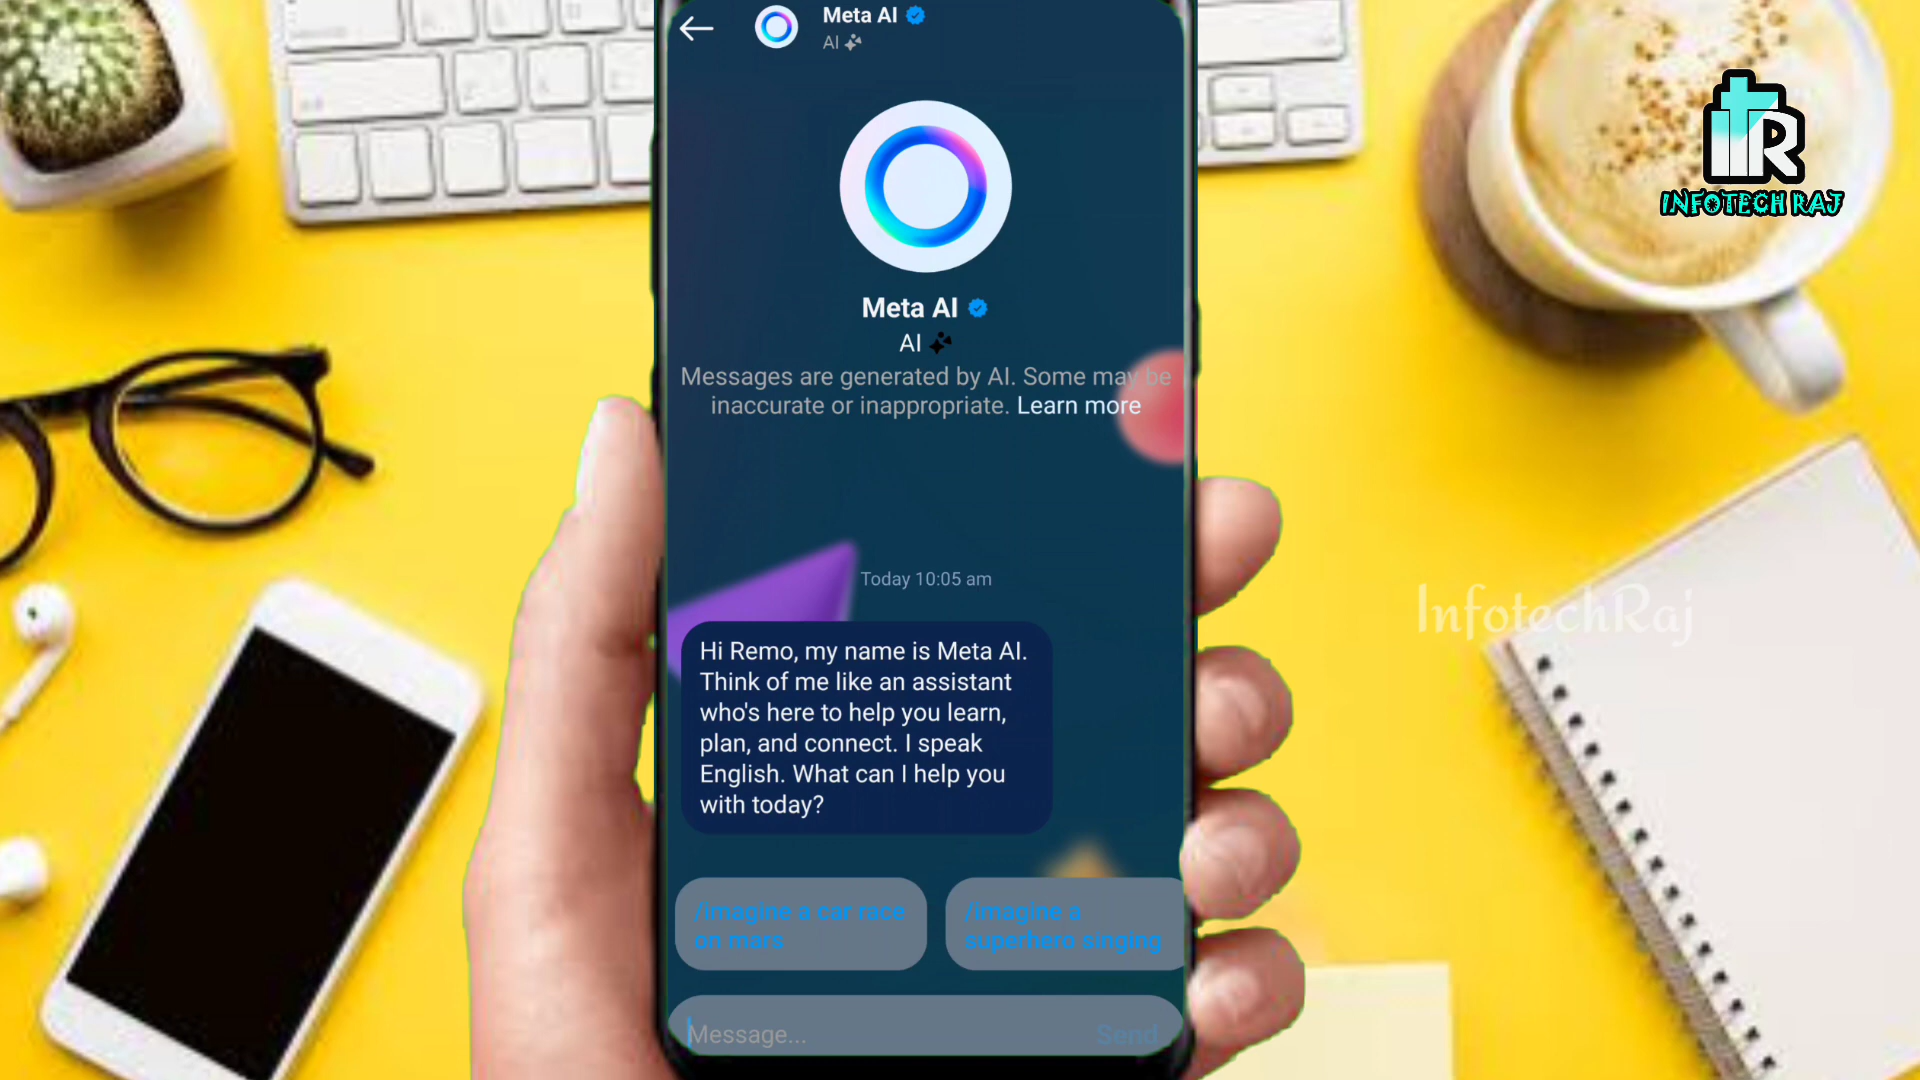 Meta AI
AI
Meta AI
AI
Messages are generated by AI. Some may be
inaccurate or inappropriate. Learn more
Today 10:05 am
Hi Remo, my name is Meta AI.
Think of me like an assistant
who's here to help you learn,
plan, and connect. I speak
English. What can I help you
with today?
/imagine a car race
on mars
/imagine a
superhero singing
Message...
Send
ITR
INFOTECH RAJ
InfotechRaj